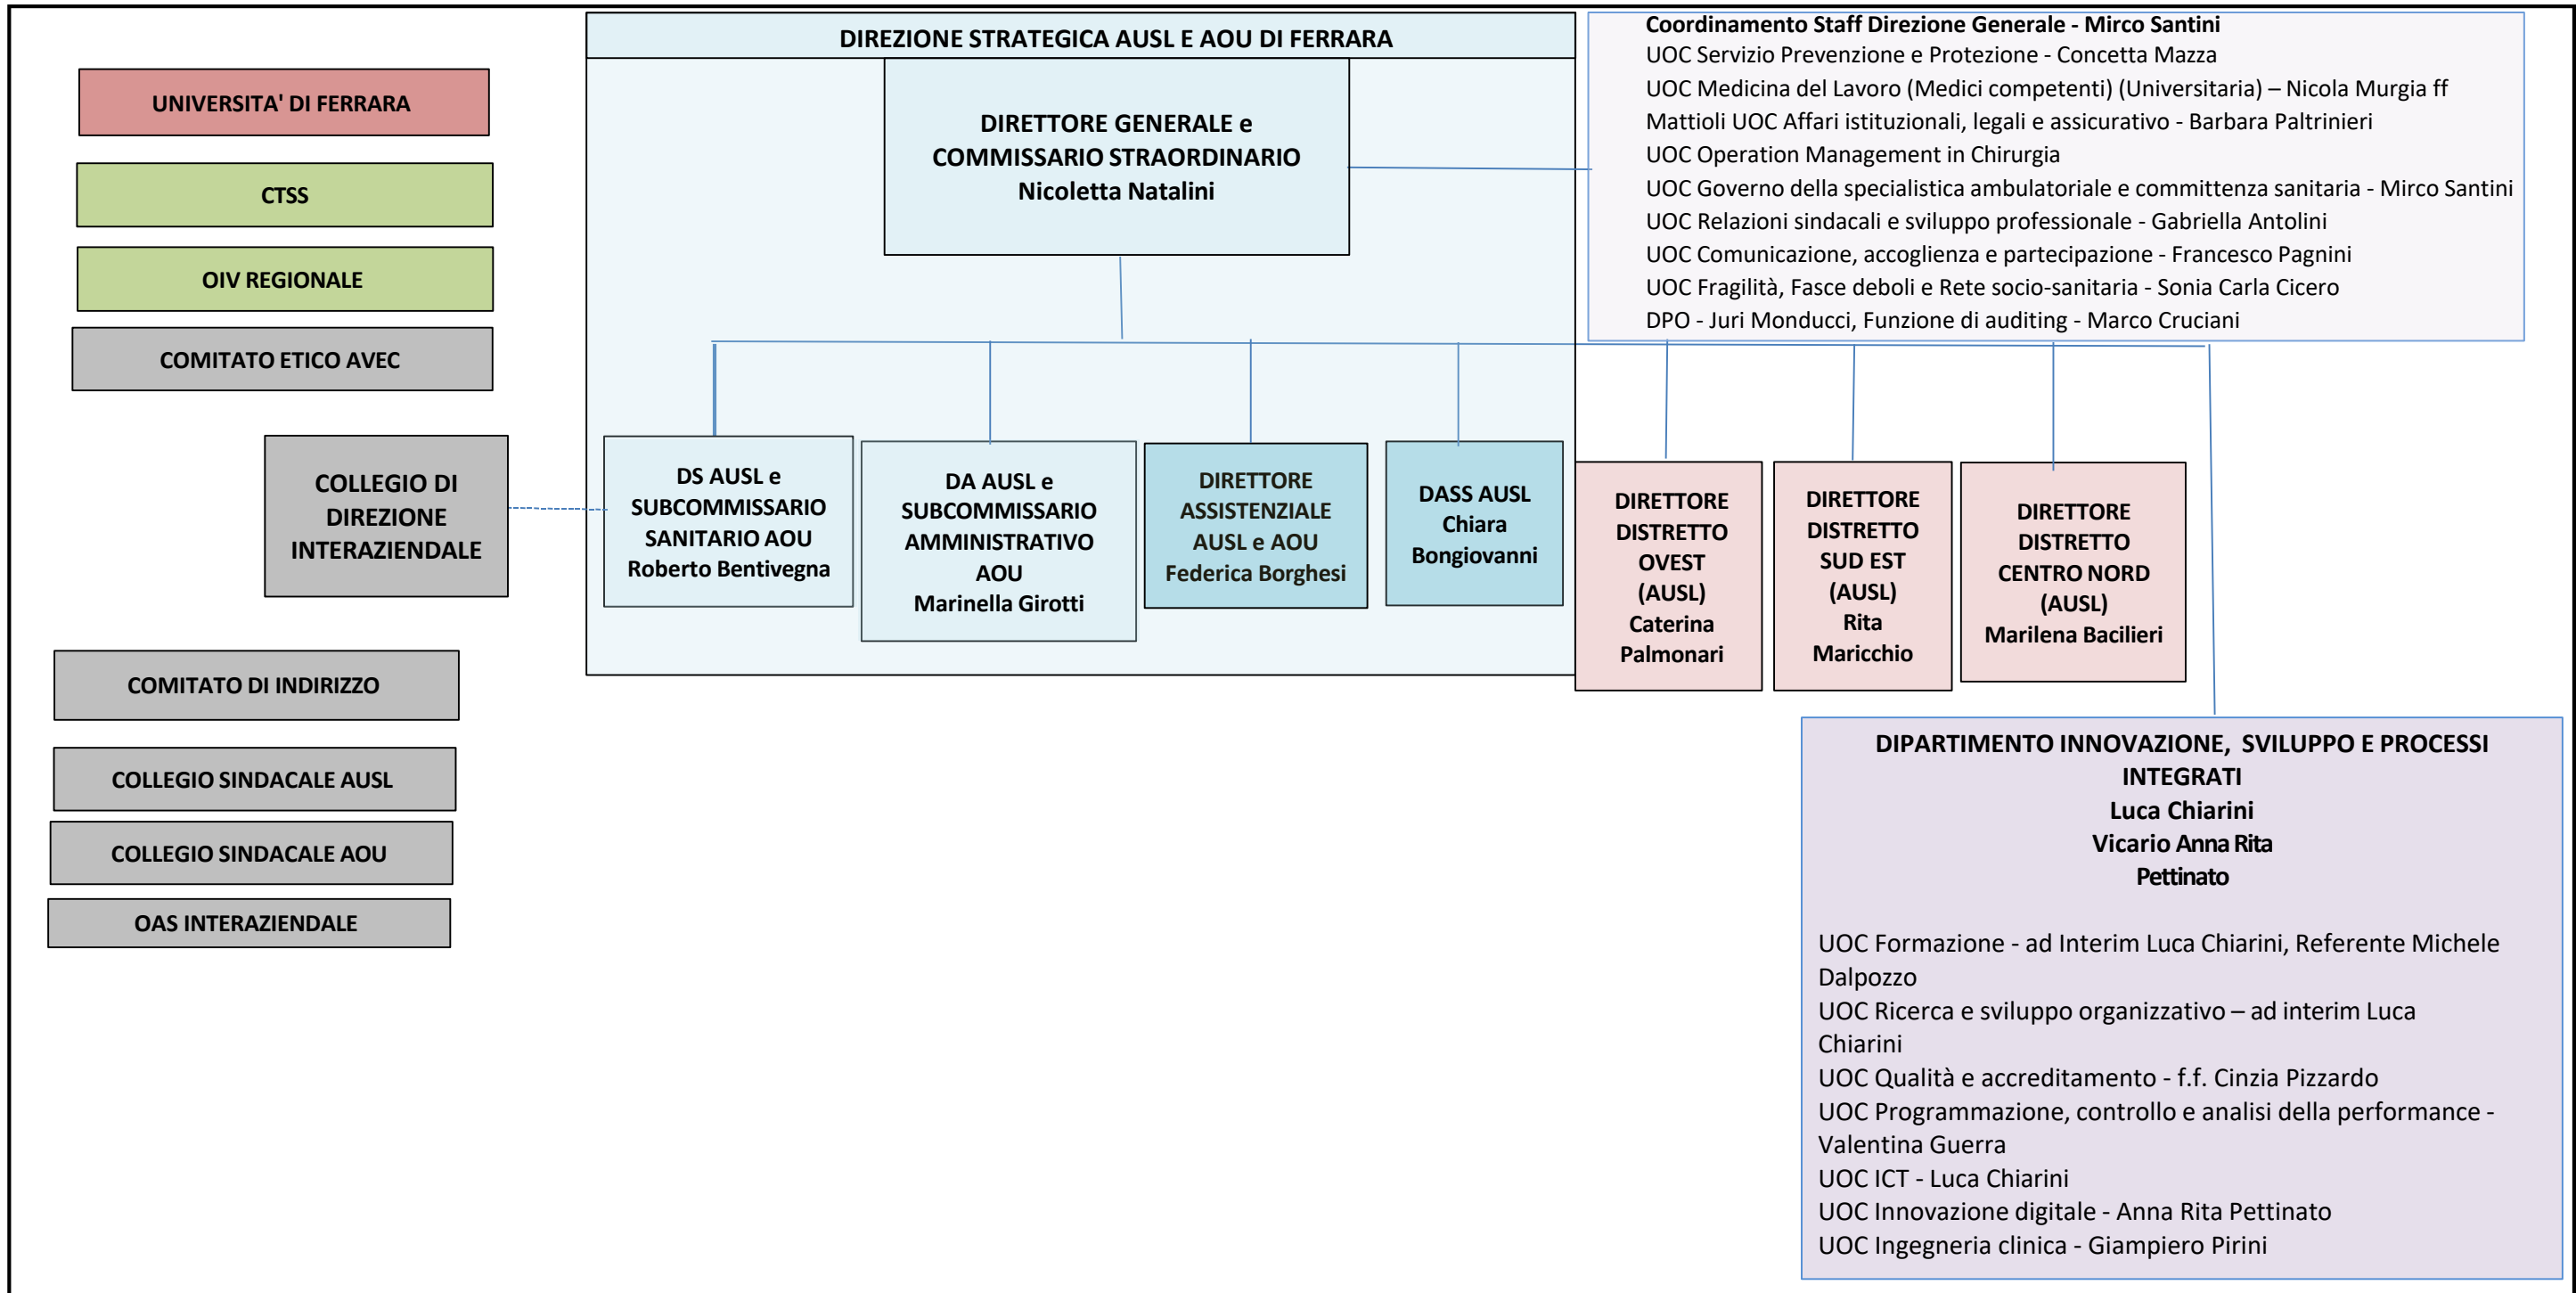 DIREZIONE STRATEGICA AUSL E AOU DI FERRARA
DIRETTORE GENERALE e
COMMISSARIO STRAORDINARIO
Nicoletta Natalini
Coordinamento Staff Direzione Generale - Mirco Santini
UOC Servizio Prevenzione e Protezione - Concetta Mazza
UOC Medicina del Lavoro (Medici competenti) (Universitaria) – Nicola Murgia ff
Mattioli UOC Affari istituzionali, legali e assicurativo - Barbara Paltrinieri
UOC Operation Management in Chirurgia
UOC Governo della specialistica ambulatoriale e committenza sanitaria - Mirco Santini
UOC Relazioni sindacali e sviluppo professionale - Gabriella Antolini
UOC Comunicazione, accoglienza e partecipazione - Francesco Pagnini
UOC Fragilità, Fasce deboli e Rete socio-sanitaria - Sonia Carla Cicero
DPO - Juri Monducci, Funzione di auditing - Marco Cruciani
UNIVERSITA' DI FERRARA
CTSS
OIV REGIONALE
COMITATO ETICO AVEC
COLLEGIO DI
DIREZIONE
INTERAZIENDALE
DS AUSL e
SUBCOMMISSARIO
SANITARIO AOU
Roberto Bentivegna
DA AUSL e
SUBCOMMISSARIO
AMMINISTRATIVO
AOU
Marinella Girotti
DIRETTORE
ASSISTENZIALE
AUSL e AOU
Federica Borghesi
DASS AUSL
Chiara
Bongiovanni
DIRETTORE
DISTRETTO
OVEST
(AUSL)
Caterina
Palmonari
DIRETTORE
DISTRETTO
SUD EST
(AUSL)
Rita
Maricchio
DIRETTORE
DISTRETTO
CENTRO NORD
(AUSL)
Marilena Bacilieri
COMITATO DI INDIRIZZO
COLLEGIO SINDACALE AUSL
COLLEGIO SINDACALE AOU
OAS INTERAZIENDALE
DIPARTIMENTO INNOVAZIONE, SVILUPPO E PROCESSI
INTEGRATI
Luca Chiarini
Vicario Anna Rita
Pettinato
UOC Formazione - ad Interim Luca Chiarini, Referente Michele
Dalpozzo
UOC Ricerca e sviluppo organizzativo – ad interim Luca
Chiarini
UOC Qualità e accreditamento - f.f. Cinzia Pizzardo
UOC Programmazione, controllo e analisi della performance -
Valentina Guerra
UOC ICT - Luca Chiarini
UOC Innovazione digitale - Anna Rita Pettinato
UOC Ingegneria clinica - Giampiero Pirini